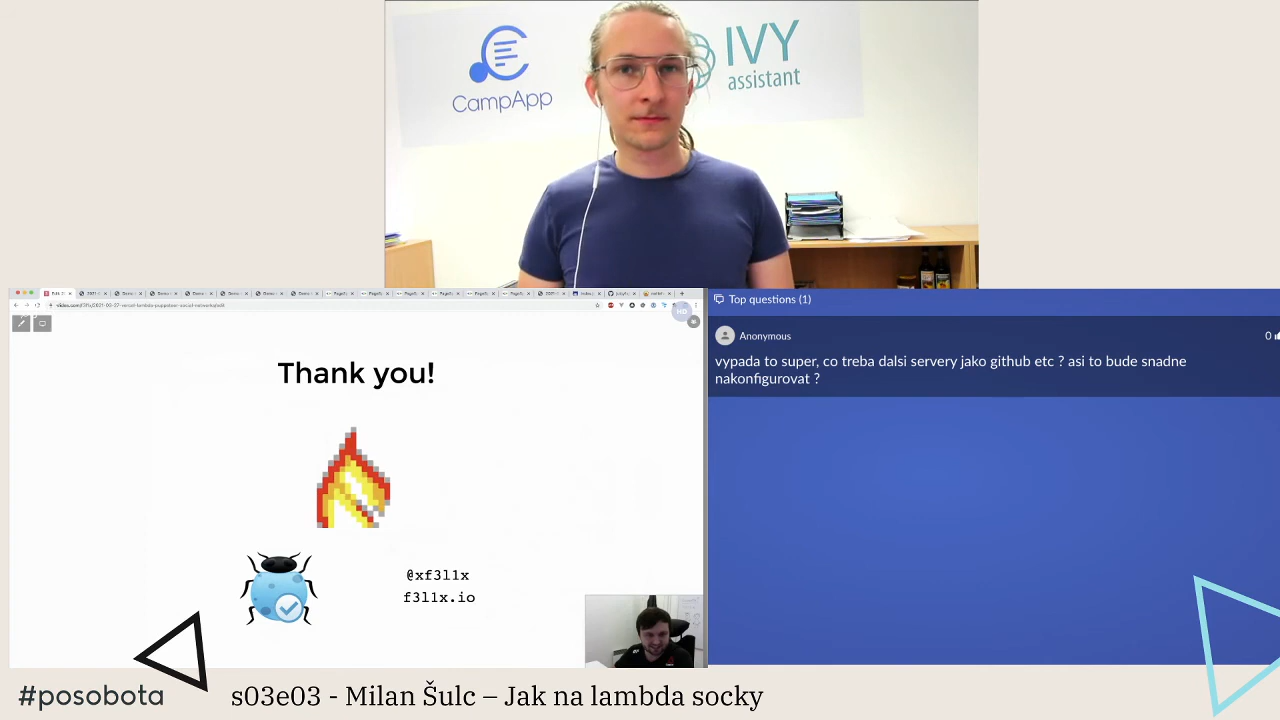 CampApp
IVY
assistant
Top questions (1)
Anonymous
0
vypada to super, co treba dalsi servery jako github etc ? asi to bude snadne
nakonfigurovat ?
HD
Thank you!
@xf3l1x
f3l1x.io
#posobota
s03e03 - Milan Šulc – Jak na lambda socky